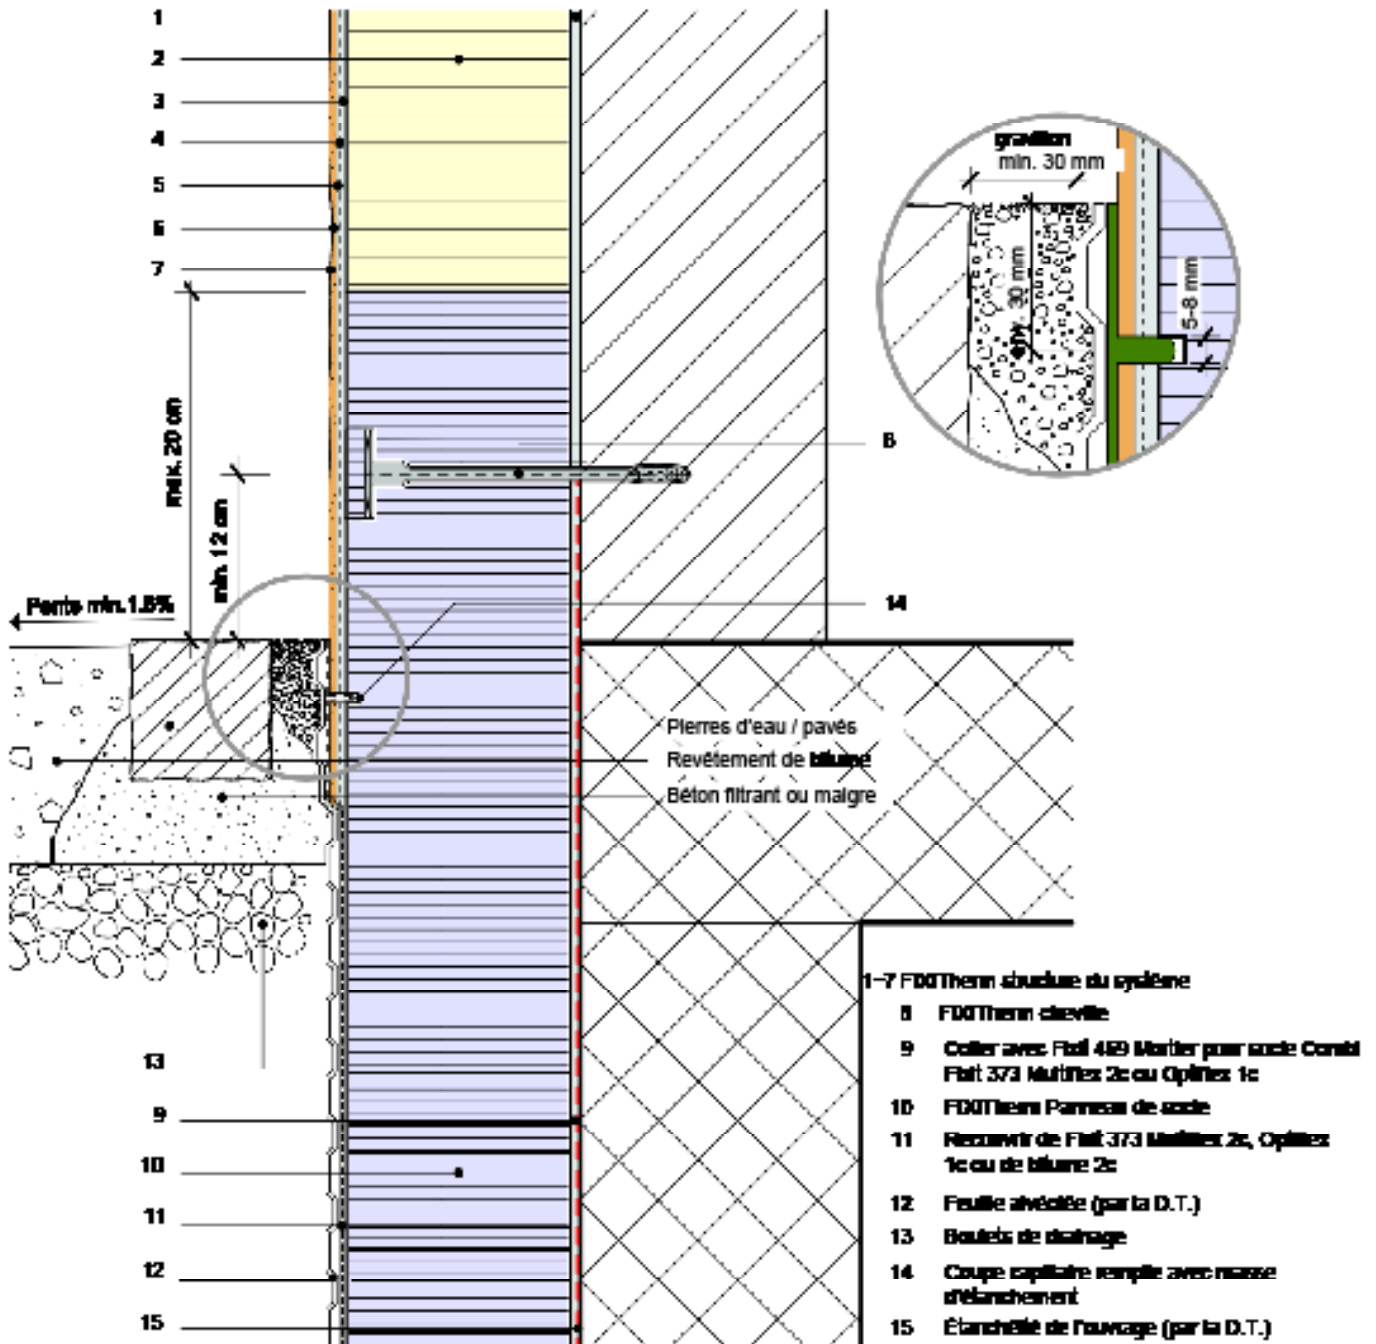 1
2
3
4
5
6
7
gravillon
min. 30 mm
env. 30 mm
5-8 mm
max. 20 cm
min. 12 cm
8
Pente min. 1.5%
14
Pierres d'eau / pavés
Revêtement de bitume
Béton filtrant ou maigre
13
9
10
11
12
15
1-7 FIXITherm structure du système
8 FIXITherm cheville
9 Coller avec Fixit 469 Mortier pour socle Combi
Fixit 373 Multiflex 2c ou Optiflex 1c
10 FIXITherm Panneau de socle
11 Recouvrir de Fixit 373 Multiflex 2c, Optiflex
1c ou de bitume 2c
12 Feuille alvéolée (par la D.T.)
13 Boulets de drainage
14 Coupe capillaire remplie avec masse
d'étanchement
15 Étanchéité de l'ouvrage (par la D.T.)